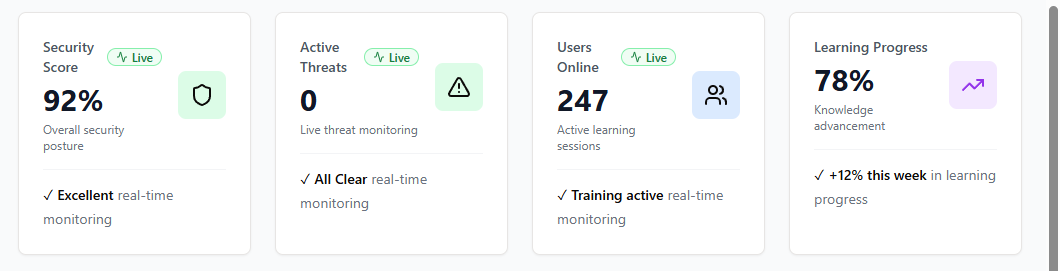 Security
Score
Live
92%
Overall security
posture
✓ Excellent real-time
monitoring
Active
Threats
Live
0
Live threat monitoring
✓ All Clear real-time
monitoring
Users
Online
Live
247
Active learning
sessions
✓ Training active real-time
monitoring
Learning Progress
78%
Knowledge
advancement
✓ +12% this week in learning
progress